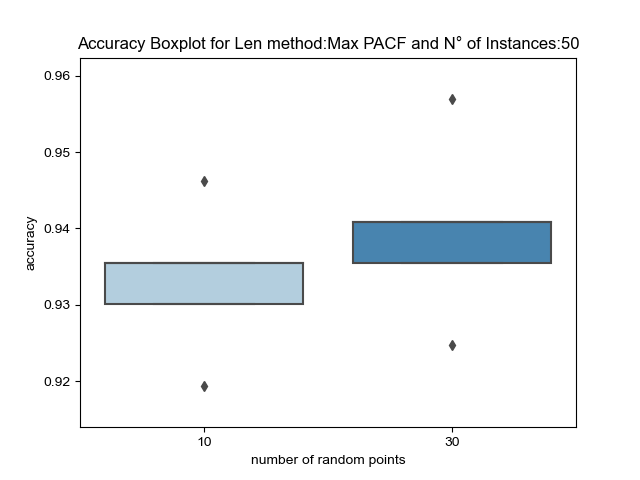 Accuracy Boxplot for Len method:Max PACF and N° of Instances:50
0.96
0.95
0.94
0.93
0.92
accuracy
10
30
number of random points